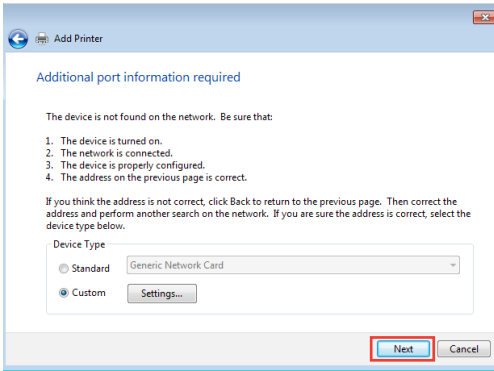 Add Printer
Additional port information required
The device is not found on the network. Be sure that:
1. The device is turned on.
2. The network is connected.
3. The device is properly configured.
4. The address on the previous page is correct.
If you think the address is not correct, click Back to return to the previous page. Then correct the
address and perform another search on the network. If you are sure the address is correct, select the
device type below.
Device Type
Standard
Generic Network Card
Custom
Settings...
Next
Cancel